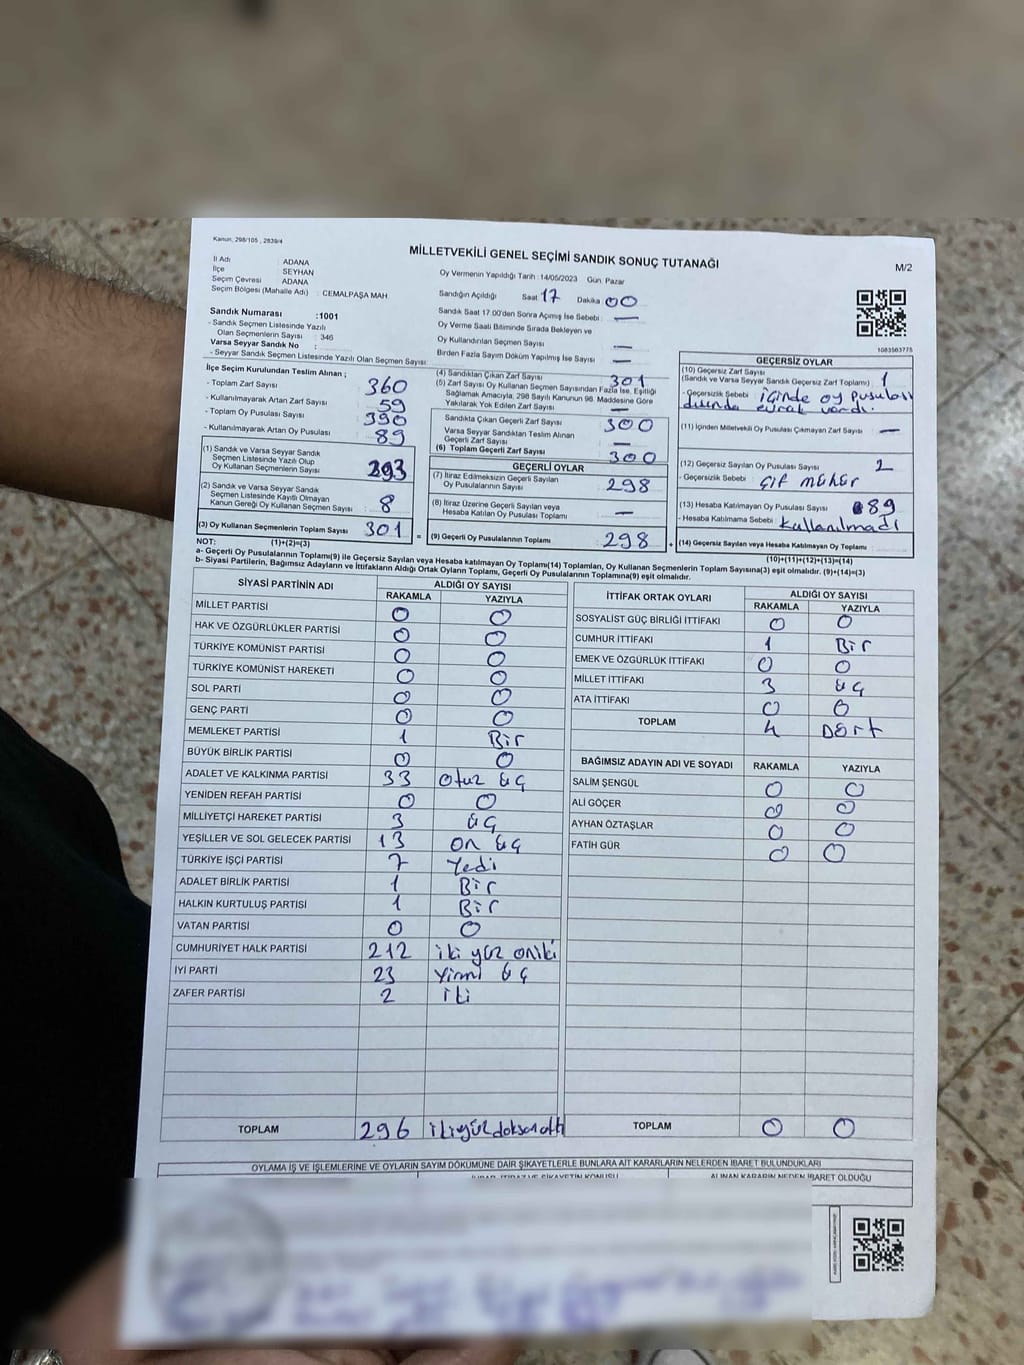 Kanun, 298/105 , 2839/4
MİLLETVEKİLİ GENEL SEÇİMİ SANDIK SONUÇ TUTANAĞI
M/2
İl Adı : ADANA
İlçe : SEYHAN
Seçim Çevresi : ADANA
Seçim Bölgesi (Mahalle Adı) : CEMALPAŞA MAH.
Sandık Numarası :1001
- Sandık Seçmen Listesinde Yazılı
Olan Seçmenlerin Sayısı : 346
Varsa Seyyar Sandık No :
- Seyyar Sandık Seçmen Listesinde Yazılı Olan Seçmen Sayısı :
Oy Vermenin Yapıldığı Tarih : 14/05/2023 Gün: Pazar
Sandığın Açıldığı Saat 17 Dakika 00
Sandık Saat 17.00'den Sonra Açılmış İse Sebebi : —
Oy Verme Saati Bitiminde Sırada Bekleyen ve
Oy Kullandırılan Seçmen Sayısı —
Birden Fazla Sayım Döküm Yapılmış İse Sayısı —
1083563775
İlçe Seçim Kurulundan Teslim Alınan ;
- Toplam Zarf Sayısı 360
- Kullanılmayarak Artan Zarf Sayısı 59
- Toplam Oy Pusulası Sayısı 390
- Kullanılmayarak Artan Oy Pusulası 89
(1) Sandık ve Varsa Seyyar Sandık
Seçmen Listesinde Yazılı Olup
Oy Kullanan Seçmenlerin Sayısı 293
(2) Sandık ve Varsa Seyyar Sandık
Seçmen Listesinde Kayıtlı Olmayan
Kanun Gereği Oy Kullanan Seçmen Sayısı 8
(3) Oy Kullanan Seçmenlerin Toplam Sayısı 301
(4) Sandıktan Çıkan Zarf Sayısı 301
(5) Zarf Sayısı Oy Kullanan Seçmen Sayısından Fazla İse, Eşitliği
Sağlamak Amacıyla, 298 Sayılı Kanunun 98. Maddesine Göre
Yakılarak Yok Edilen Zarf Sayısı —
Sandıkta Çıkan Geçerli Zarf Sayısı 300
Varsa Seyyar Sandıktan Teslim Alınan
Geçerli Zarf Sayısı —
(6) Toplam Geçerli Zarf Sayısı 300
GEÇERLİ OYLAR
(7) İtiraz Edilmeksizin Geçerli Sayılan
Oy Pusulalarının Sayısı 298
(8) İtiraz Üzerine Geçerli Sayılan veya
Hesaba Katılan Oy Pusulası Toplamı —
= (9) Geçerli Oy Pusulalarının Toplamı 298
GEÇERSİZ OYLAR
(10) Geçersiz Zarf Sayısı
(Sandık ve Varsa Seyyar Sandık Geçersiz Zarf Toplamı) : 1
- Geçersizlik Sebebi : içinde oy pusulası
dışında evrak vardı.
(11) İçinden Milletvekili Oy Pusulası Çıkmayan Zarf Sayısı : —
(12) Geçersiz Sayılan Oy Pusulası Sayısı 2
- Geçersizlik Sebebi : Çift mühür
(13) Hesaba Katılmayan Oy Pusulası Sayısı 89
- Hesaba Katılmama Sebebi : kullanılmadı
+ (14) Geçersiz Sayılan veya Hesaba Katılmayan Oy Toplamı :
NOT: (1)+(2)=(3)
(10)+(11)+(12)+(13)=(14)
a- Geçerli Oy Pusulalarının Toplamı(9) ile Geçersiz Sayılan veya Hesaba katılmayan Oy Toplamı(14) Toplamları, Oy Kullanan Seçmenlerin Toplam Sayısına(3) eşit olmalıdır. (9)+(14)=(3)
b- Siyasi Partilerin, Bağımsız Adayların ve İttifakların Aldığı Ortak Oyların Toplamı, Geçerli Oy Pusulalarının Toplamına(9) eşit olmalıdır.
SİYASİ PARTİNİN ADI ALDIĞI OY SAYISI
RAKAMLA YAZIYLA
MİLLET PARTİSİ 0 0
HAK VE ÖZGÜRLÜKLER PARTİSİ 0 0
TÜRKİYE KOMÜNİST PARTİSİ 0 0
TÜRKİYE KOMÜNİST HAREKETİ 0 0
SOL PARTİ 0 0
GENÇ PARTİ 0 0
MEMLEKET PARTİSİ 1 Bir
BÜYÜK BİRLİK PARTİSİ 0 0
ADALET VE KALKINMA PARTİSİ 33 otuz üç
YENİDEN REFAH PARTİSİ 0 0
MİLLİYETÇİ HAREKET PARTİSİ 3 üç
YEŞİLLER VE SOL GELECEK PARTİSİ 13 on üç
TÜRKİYE İŞÇİ PARTİSİ 7 Yedi
ADALET BİRLİK PARTİSİ 1 Bir
HALKIN KURTULUŞ PARTİSİ 1 Bir
VATAN PARTİSİ 0 0
CUMHURİYET HALK PARTİSİ 212 iki yüz oniki
İYİ PARTİ 23 Yirmi üç
ZAFER PARTİSİ 2 iki
TOPLAM 296 ikiyüzdoksanaltı
İTTİFAK ORTAK OYLARI ALDIĞI OY SAYISI
RAKAMLA YAZIYLA
SOSYALİST GÜÇ BİRLİĞİ İTTİFAKI 0 0
CUMHUR İTTİFAKI 1 Bir
EMEK VE ÖZGÜRLÜK İTTİFAKI 0 0
MİLLET İTTİFAKI 3 üç
ATA İTTİFAKI 0 0
TOPLAM 4 Dört
BAĞIMSIZ ADAYIN ADI VE SOYADI RAKAMLA YAZIYLA
SALİM ŞENGÜL 0 0
ALİ GÖÇER 0 0
AYHAN ÖZTAŞLAR 0 0
FATİH GÜR 0 0
TOPLAM 0 0
OYLAMA İŞ VE İŞLEMLERİNE VE OYLARIN SAYIM DÖKÜMÜNE DAİR ŞİKAYETLERLE BUNLARA AİT KARARLARIN NELERDEN İBARET BULUNDUKLARI
ALINAN KARARIN NEDEN İBARET OLDUĞU